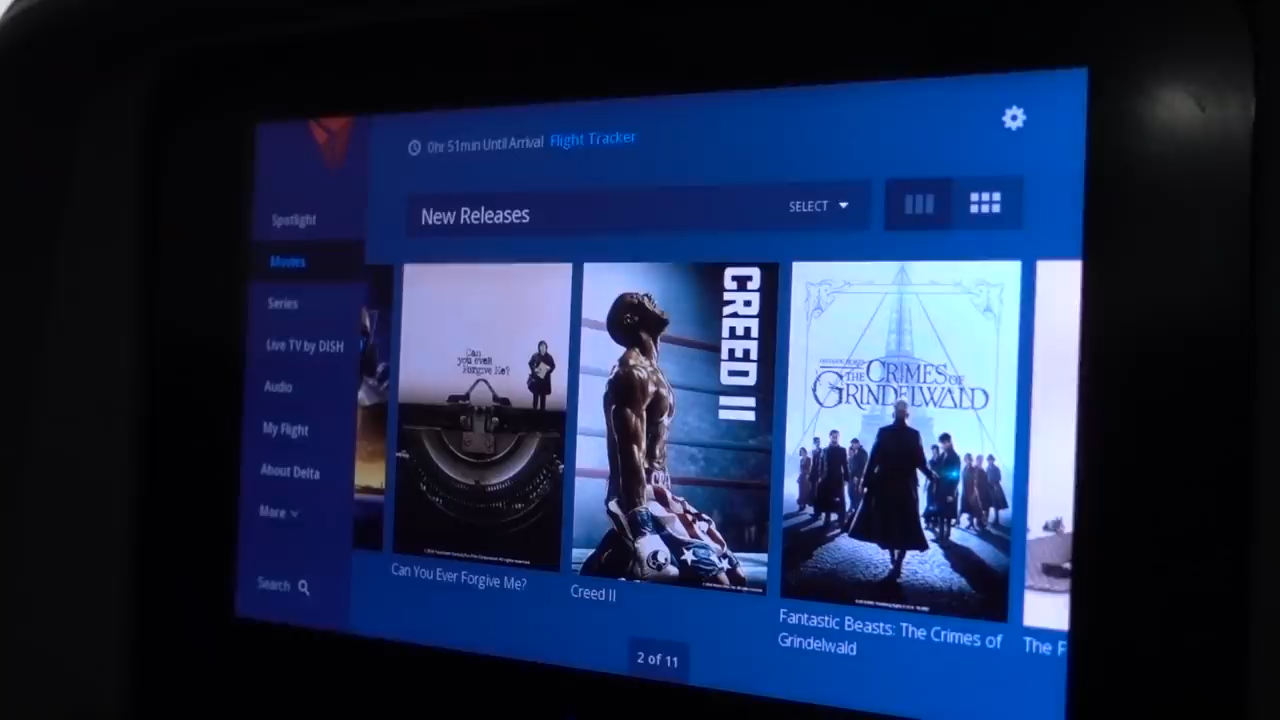 0hr 51min Until Arrival Flight Tracker
New Releases
SELECT
Spotlight
Movies
Series
Live TV by DISH
Audio
My Flight
About Delta
More
Search
Can you ever Forgive Me?
CREED II
THE CRIMES OF GRINDELWALD
Can You Ever Forgive Me?
Creed II
Fantastic Beasts: The Crimes of
Grindelwald
The F
2 of 11